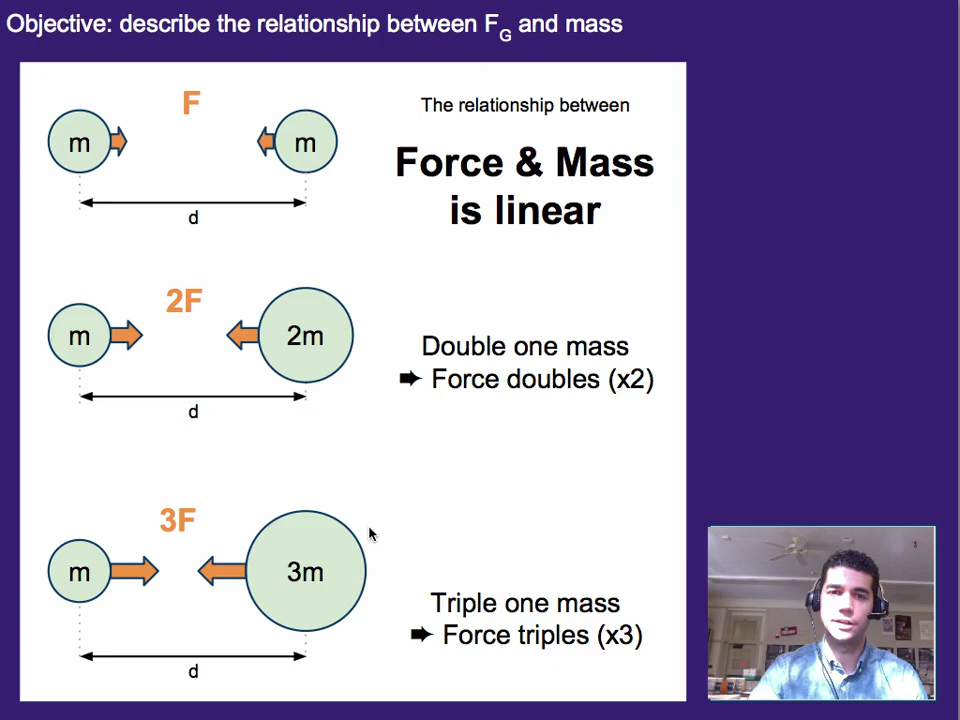 Objective: describe the relationship between FG and mass
F
The relationship between
m
m
Force & Mass
is linear
d
2F
m
2m
Double one mass
➨ Force doubles (x2)
d
3F
m
3m
Triple one mass
➨ Force triples (x3)
d